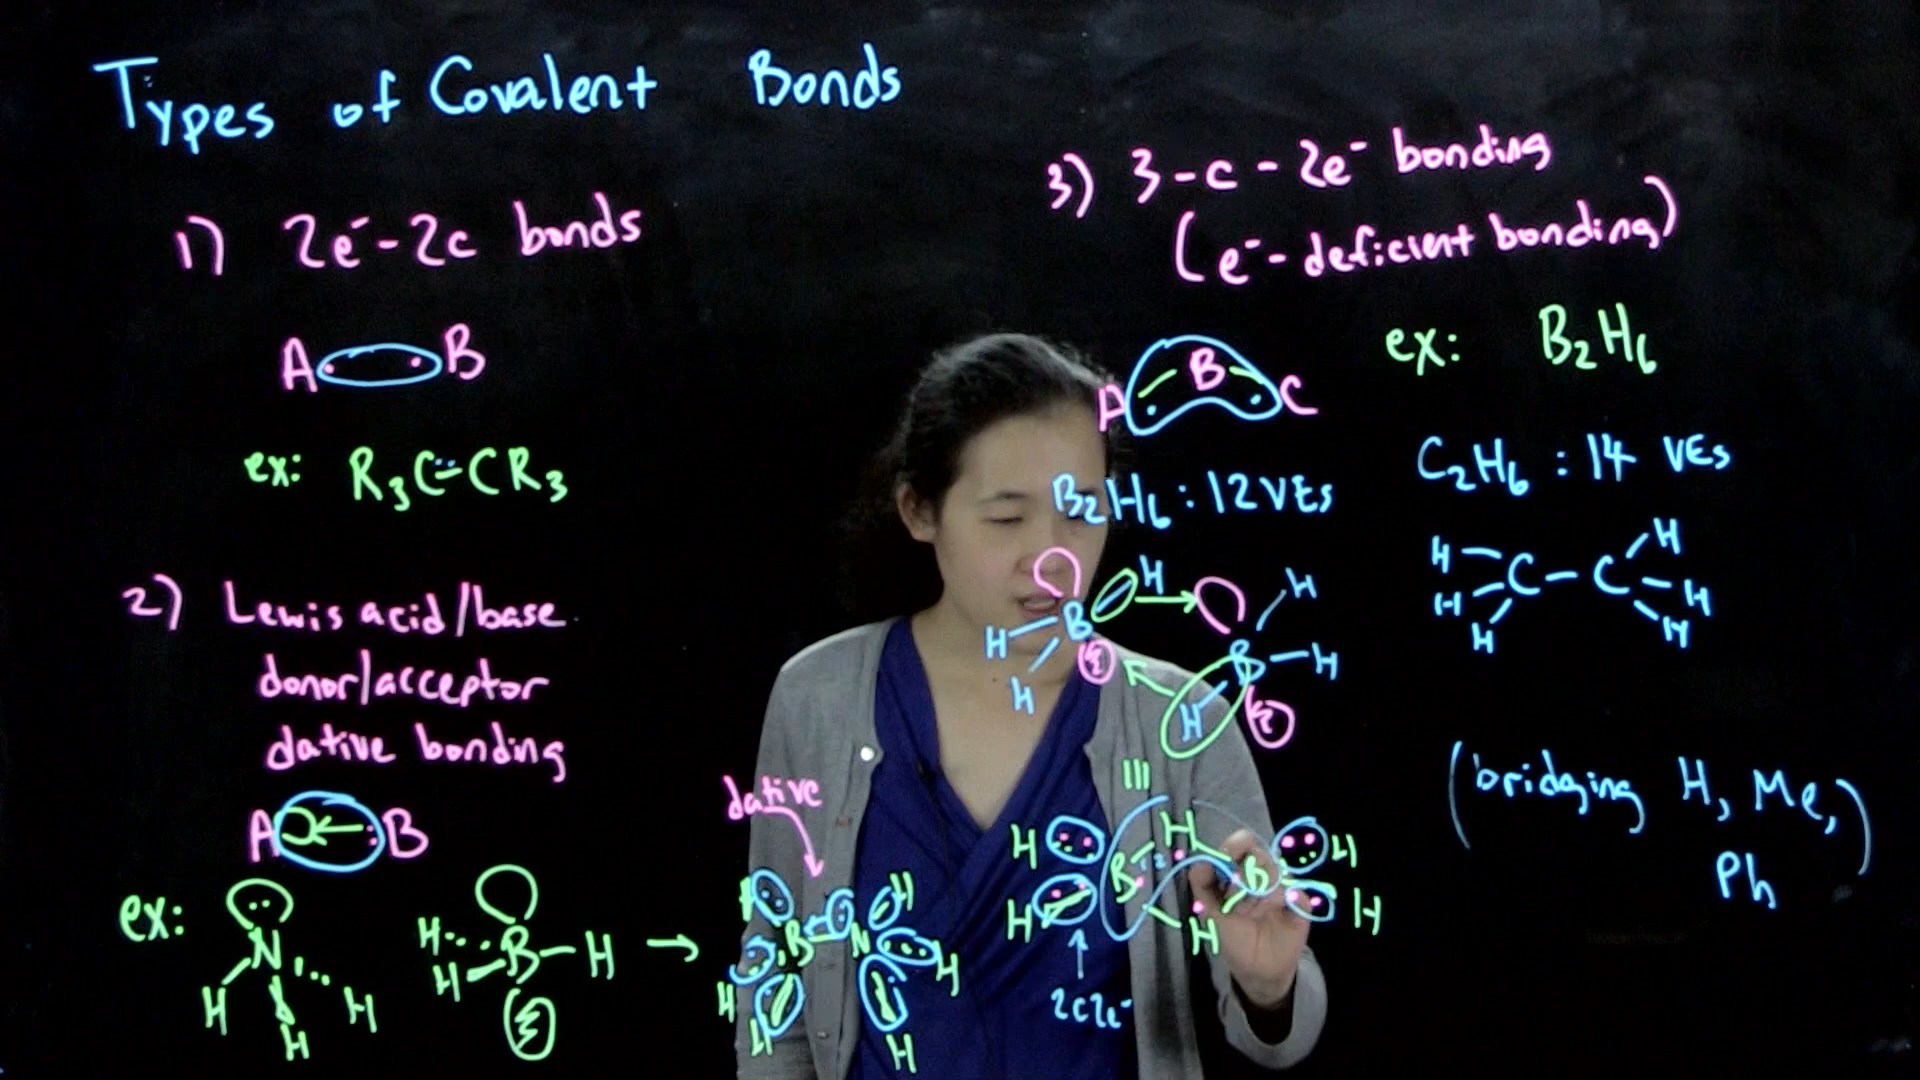 Types of Covalent Bonds
1) 2e⁻-2c bonds
A B
ex: R₃C-CR₃
2) Lewis acid/base
donor/acceptor
dative bonding
A B
ex:
N
H H H
H B H
H
→
dative
H B N H
H H
H H
3) 3-c-2e⁻ bonding
(e⁻-deficient bonding)
ex: B₂H₆
A B C
B₂H₆ : 12 VEs
C₂H₆ : 14 VEs
H H
H B B H
H H
H H
H C - C H
H H
H H H
H B B H
H
2c2e⁻
(bridging H, Me,
Ph)